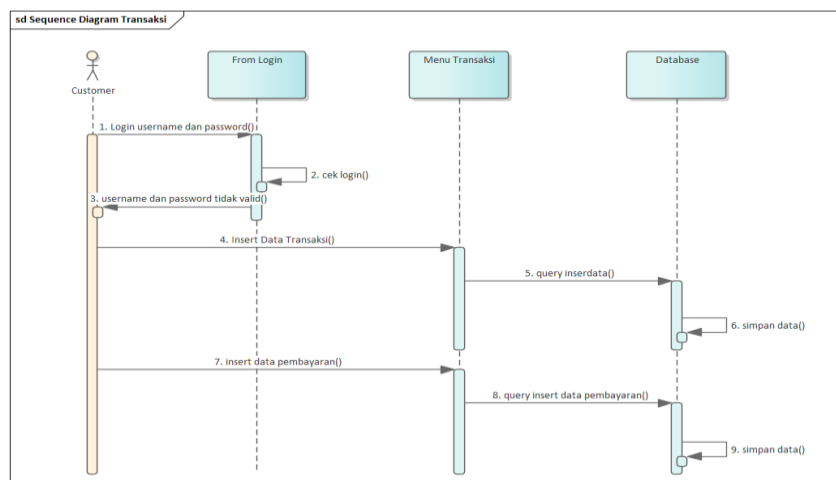 sd Sequence Diagram Transaksi
Customer
From Login
Menu Transaksi
Database
1. Login username dan password()
2. cek login()
3. username dan password tidak valid()
4. Insert Data Transaksi()
5. query inserdata()
6. simpan data()
7. insert data pembayaran()
8. query insert data pembayaran()
9. simpan data()